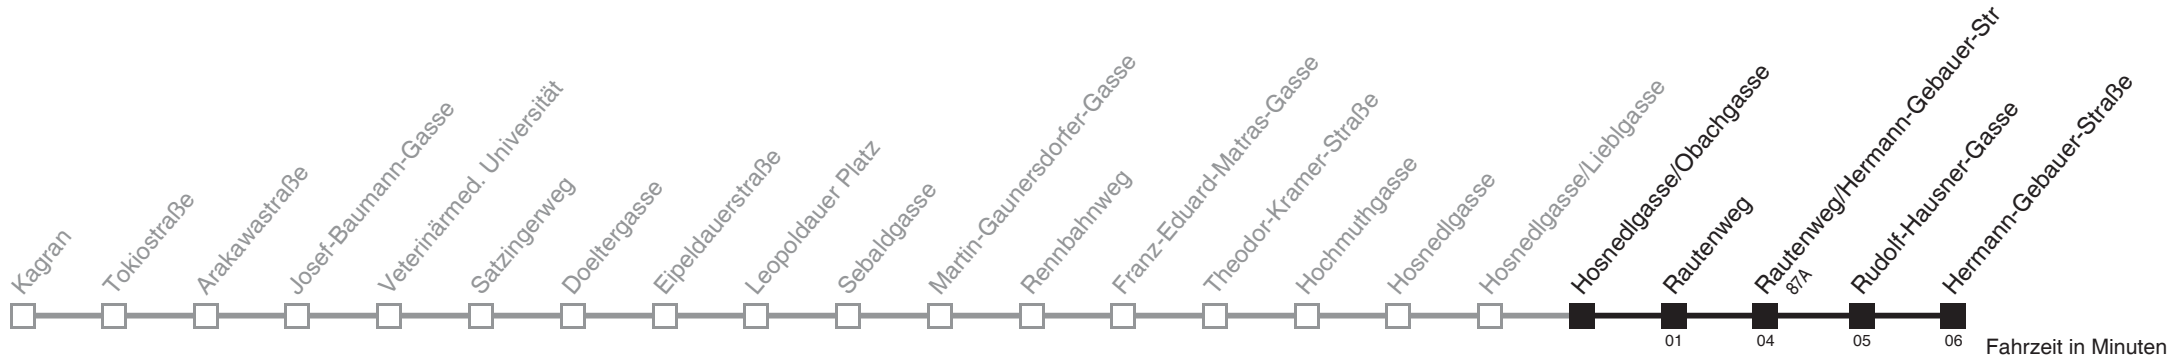 Kagran
Tokiostraße
Arakawastraße
Josef-Baumann-Gasse
Veterinärmed. Universität
Satzingerweg
Doeltergasse
Eipeldauerstraße
Leopoldauer Platz
Sebaldgasse
Martin-Gaunersdorfer-Gasse
Rennbahnweg
Franz-Eduard-Matras-Gasse
Theodor-Kramer-Straße
Hochmuthgasse
Hosnedlgasse
Hosnedlgasse/Lieblgasse
Hosnedlgasse/Obachgasse
Rautenweg
Rautenweg/Hermann-Gebauer-Str
87A
Rudolf-Hausner-Gasse
Hermann-Gebauer-Straße
01
04
05
06
Fahrzeit in Minuten